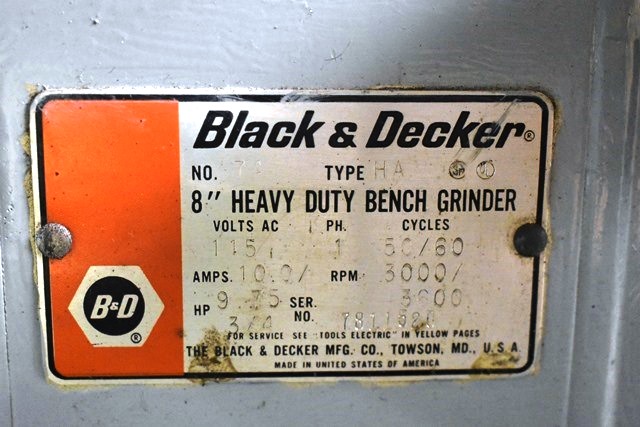 Black & Decker®
NO. TYPE HA
8" HEAVY DUTY BENCH GRINDER
VOLTS AC PH. CYCLES
115/ 1 50/60
AMPS. 10.0/ RPM 3000/
9.35 3600
HP 3/4 SER. NO.
B&D®
FOR SERVICE SEE "TOOLS ELECTRIC" IN YELLOW PAGES
THE BLACK & DECKER MFG. CO., TOWSON, MD., U.S.A.
MADE IN UNITED STATES OF AMERICA